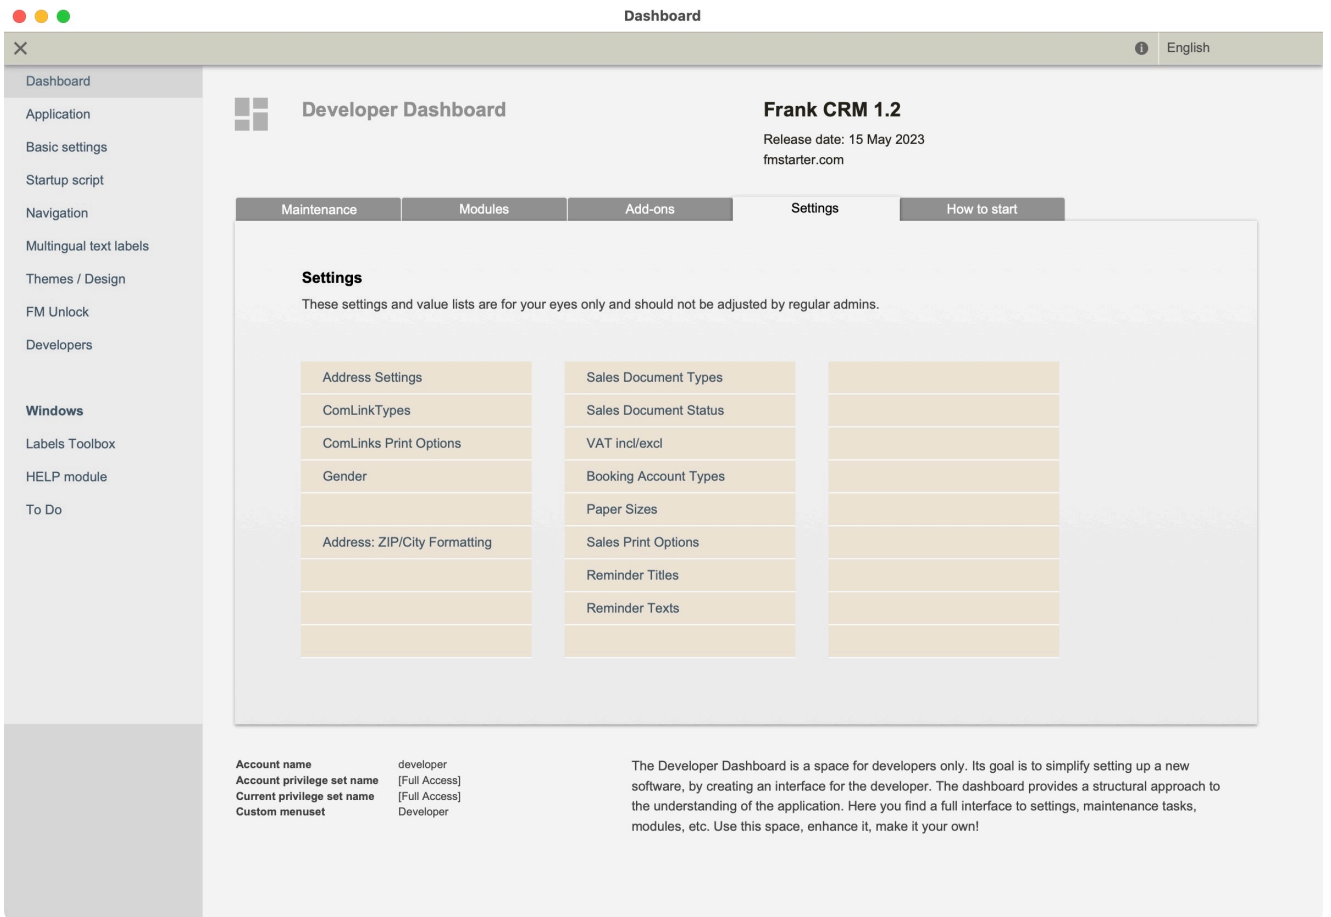 Dashboard
English
Dashboard
Application
Basic settings
Startup script
Navigation
Multingual text labels
Themes / Design
FM Unlock
Developers
Windows
Labels Toolbox
HELP module
To Do
Developer Dashboard
Frank CRM 1.2
Release date: 15 May 2023
fmstarter.com
Maintenance
Modules
Add-ons
Settings
How to start
Settings
These settings and value lists are for your eyes only and should not be adjusted by regular admins.
Address Settings
ComLinkTypes
ComLinks Print Options
Gender
Address: ZIP/City Formatting
Sales Document Types
Sales Document Status
VAT incl/excl
Booking Account Types
Paper Sizes
Sales Print Options
Reminder Titles
Reminder Texts
Account name developer
Account privilege set name [Full Access]
Current privilege set name [Full Access]
Custom menuset Developer
The Developer Dashboard is a space for developers only. Its goal is to simplify setting up a new
software, by creating an interface for the developer. The dashboard provides a structural approach to
the understanding of the application. Here you find a full interface to settings, maintenance tasks,
modules, etc. Use this space, enhance it, make it your own!